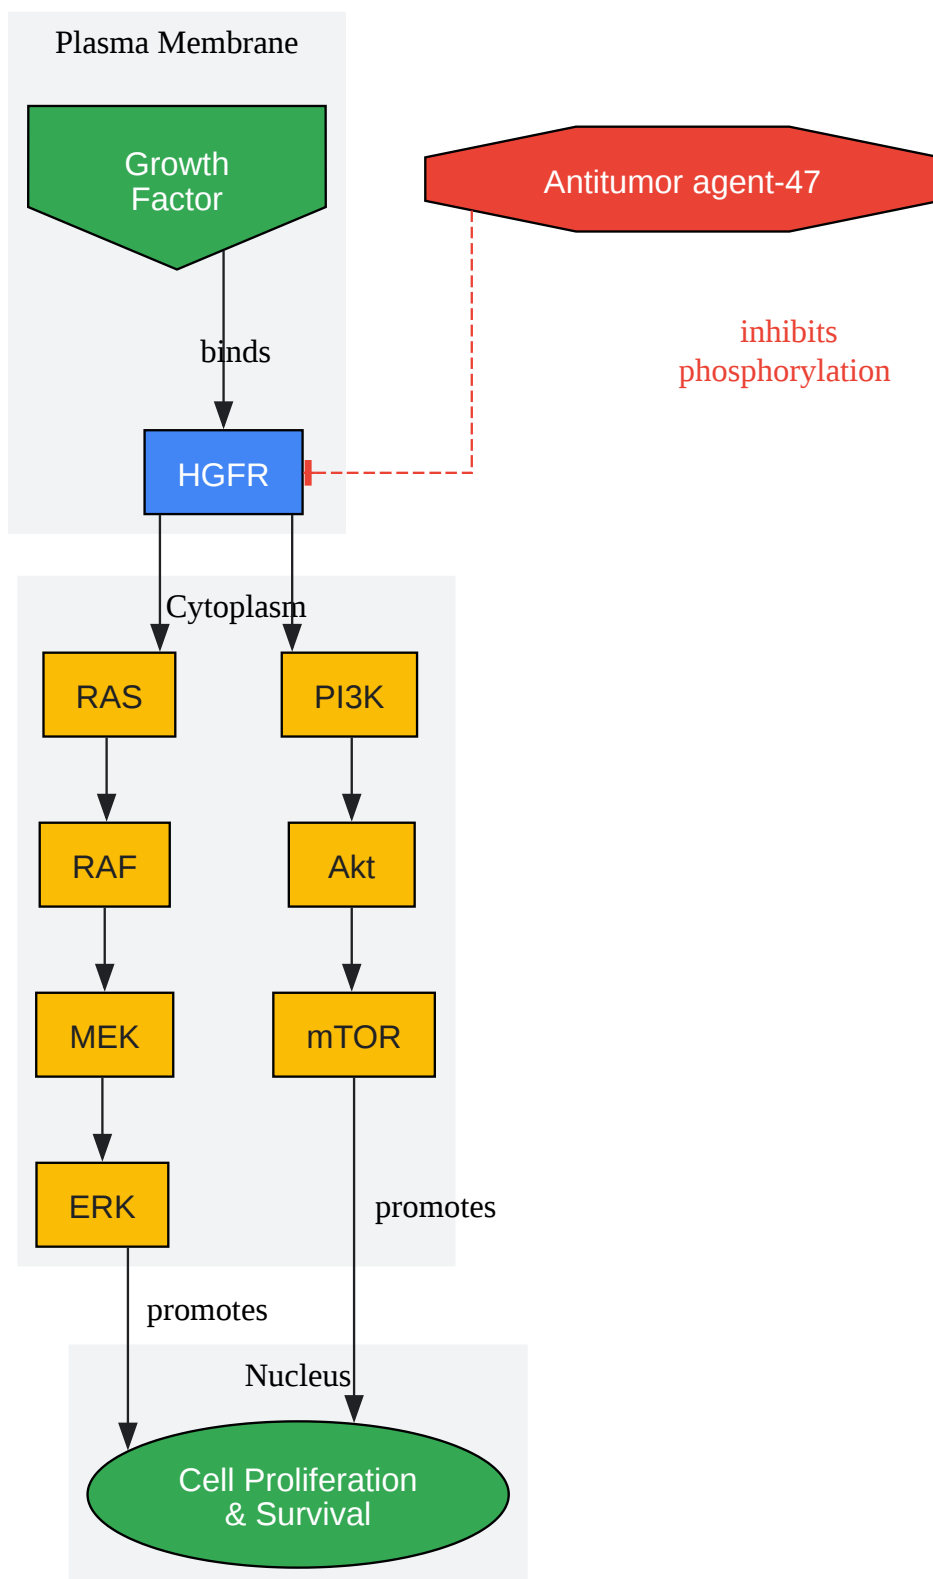 Plasma Membrane
Growth
Factor
Antitumor agent-47
binds
inhibits
phosphorylation
HGFR
Cytoplasm
RAS
PI3K
RAF
Akt
MEK
mTOR
ERK
promotes
promotes
Nucleus
Cell Proliferation
& Survival